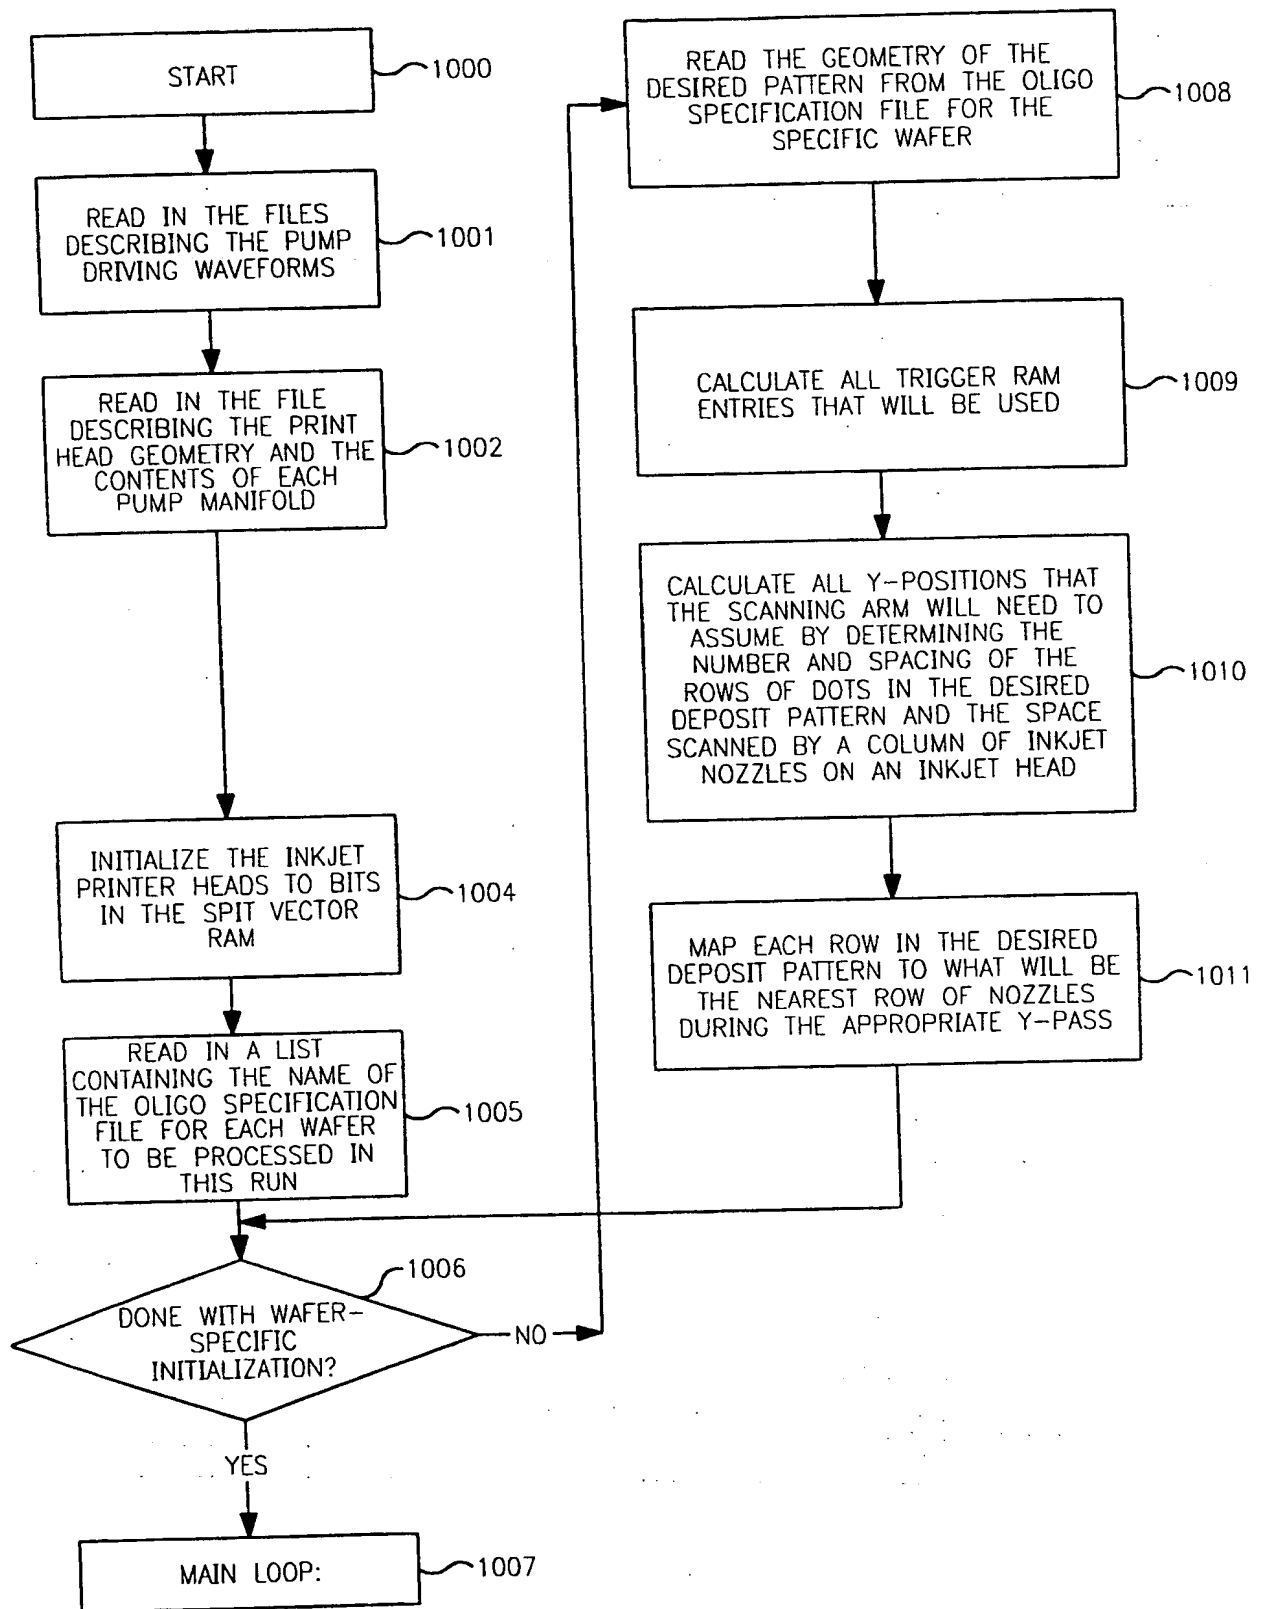 START
1000
READ IN THE FILES
DESCRIBING THE PUMP
DRIVING WAVEFORMS
1001
READ IN THE FILE
DESCRIBING THE PRINT
HEAD GEOMETRY AND THE
CONTENTS OF EACH
PUMP MANIFOLD
1002
INITIALIZE THE INKJET
PRINTER HEADS TO BITS
IN THE SPIT VECTOR
RAM
1004
READ IN A LIST
CONTAINING THE NAME OF
THE OLIGO SPECIFICATION
FILE FOR EACH WAFER
TO BE PROCESSED IN
THIS RUN
1005
DONE WITH WAFER-
SPECIFIC
INITIALIZATION?
1006
NO
YES
MAIN LOOP:
1007
READ THE GEOMETRY OF THE
DESIRED PATTERN FROM THE OLIGO
SPECIFICATION FILE FOR THE
SPECIFIC WAFER
1008
CALCULATE ALL TRIGGER RAM
ENTRIES THAT WILL BE USED
1009
CALCULATE ALL Y-POSITIONS THAT
THE SCANNING ARM WILL NEED TO
ASSUME BY DETERMINING THE
NUMBER AND SPACING OF THE
ROWS OF DOTS IN THE DESIRED
DEPOSIT PATTERN AND THE SPACE
SCANNED BY A COLUMN OF INKJET
NOZZLES ON AN INKJET HEAD
1010
MAP EACH ROW IN THE DESIRED
DEPOSIT PATTERN TO WHAT WILL BE
THE NEAREST ROW OF NOZZLES
DURING THE APPROPRIATE Y-PASS
1011